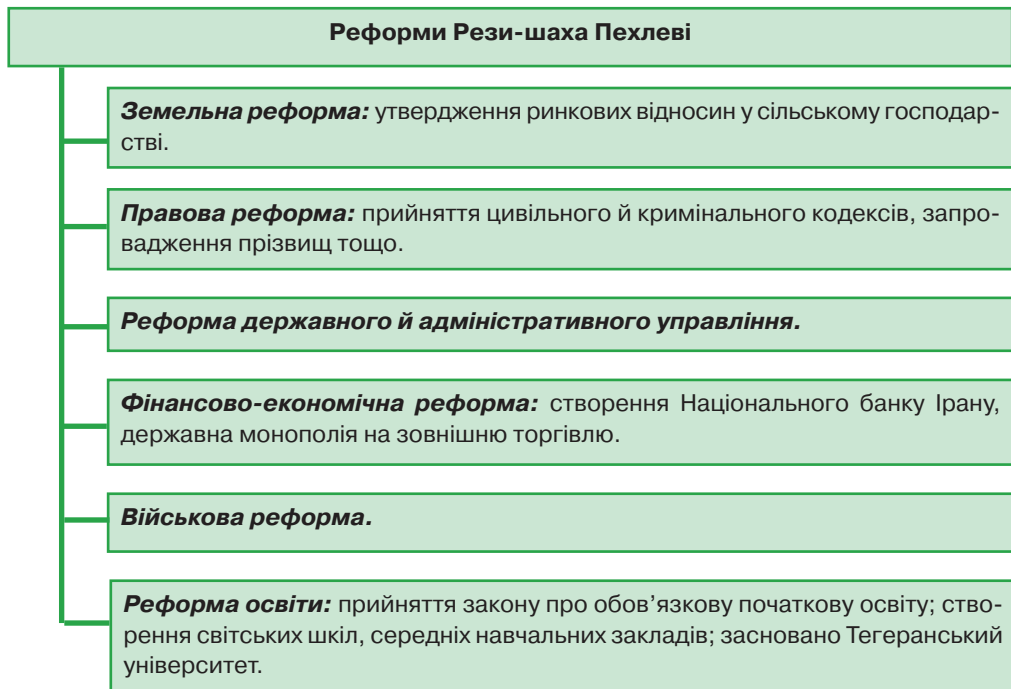 Реформи Рези-шаха Пехлеві
Земельна реформа: утвердження ринкових відносин у сільському господар-
стві.
Правова реформа: прийняття цивільного й кримінального кодексів, запро-
вадження прізвищ тощо.
Реформа державного й адміністративного управління.
Фінансово-економічна реформа: створення Національного банку Ірану,
державна монополія на зовнішню торгівлю.
Військова реформа.
Реформа освіти: прийняття закону про обов’язкову початкову освіту; ство-
рення світських шкіл, середніх навчальних закладів; засновано Тегеранський
університет.